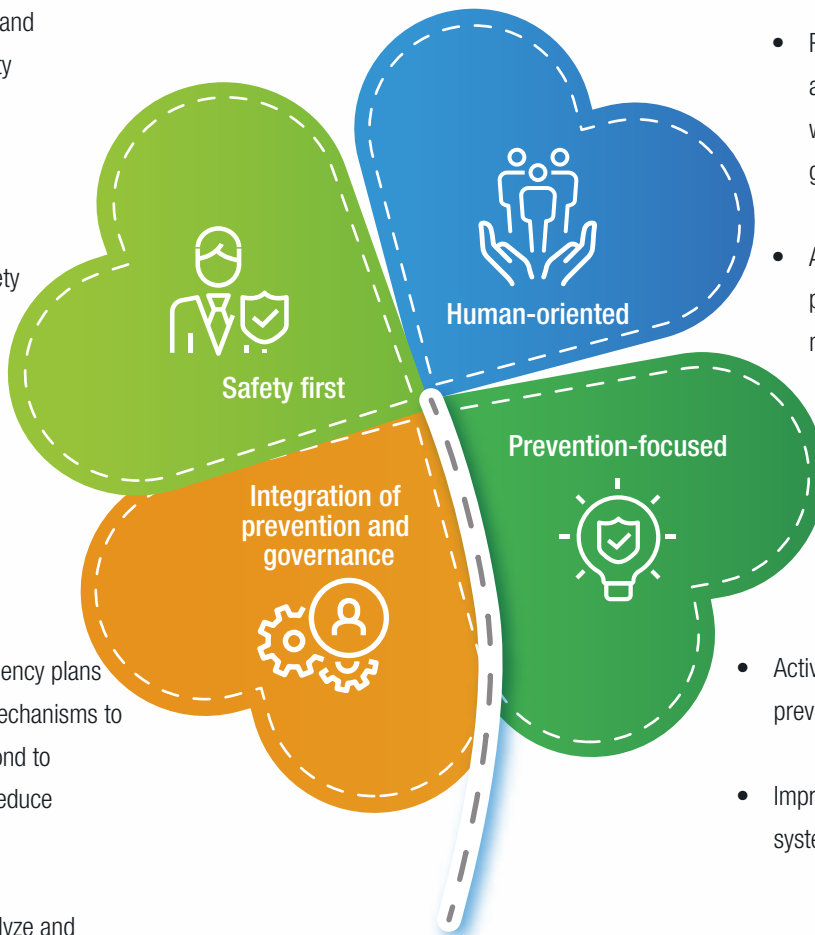 and
ty
ety
Human-oriented
Safety first
Prevention-focused
Integration of
prevention and
governance
ency plans
echanisms to
ond to
educe
lyze and
a
w
g
• A
p
• Activ
prev
• Impr
syste